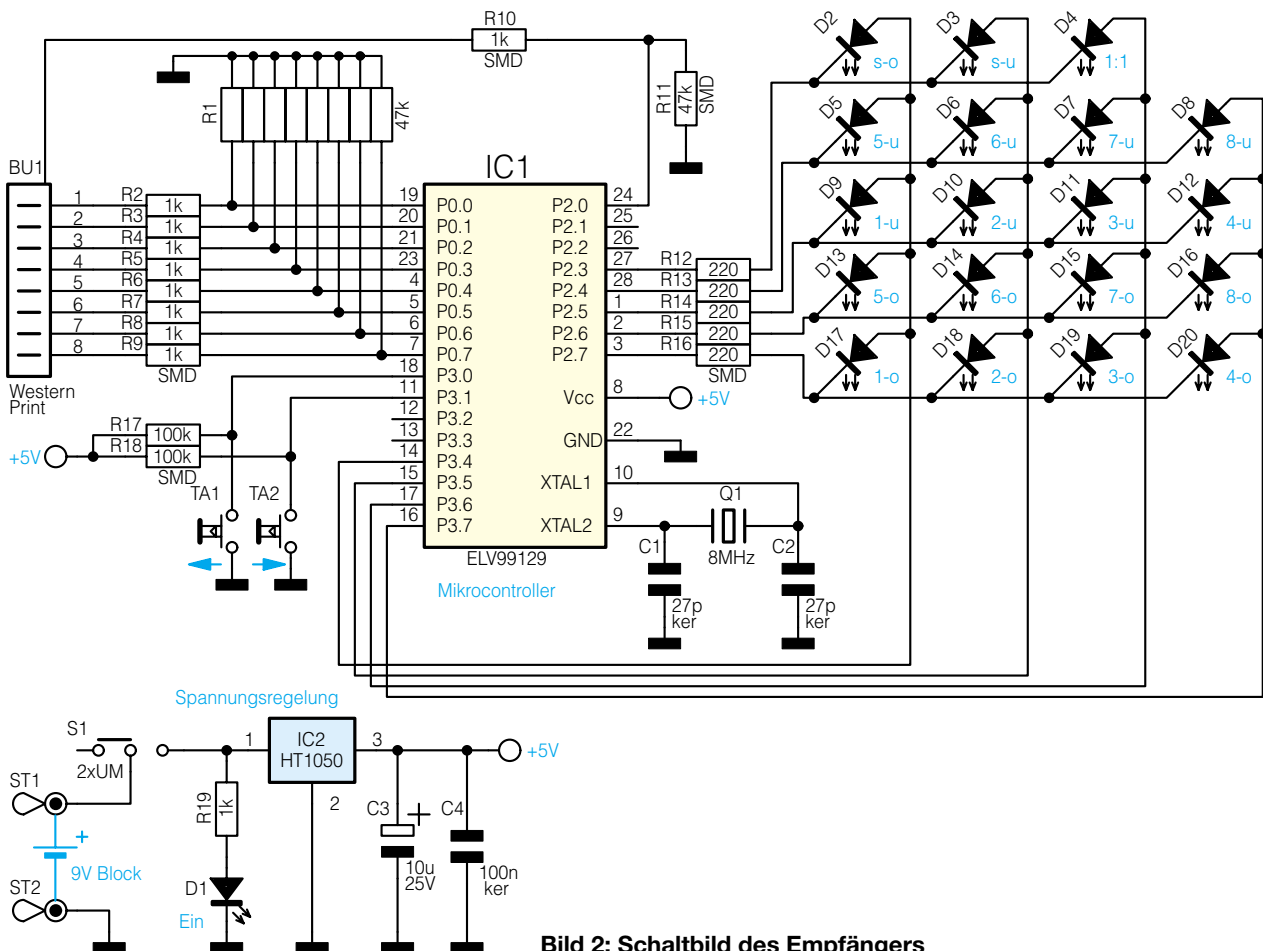 R10
1k
SMD
R1
47k
R11
47k
SMD
D2
s-o
D3
s-u
D4
1:1
D5
5-u
D6
6-u
D7
7-u
D8
8-u
D9
1-u
D10
2-u
D11
3-u
D12
4-u
D13
5-o
D14
6-o
D15
7-o
D16
8-o
D17
1-o
D18
2-o
D19
3-o
D20
4-o
BU1
1 R2 1k
2 R3 1k
3 R4 1k
4 R5 1k
5 R6 1k
6 R7 1k
7 R8 1k
8 R9 1k
SMD
Western
Print
IC1
19 P0.0
20 P0.1
21 P0.2
23 P0.3
4 P0.4
5 P0.5
6 P0.6
7 P0.7
18 P3.0
11 P3.1
12 P3.2
13 P3.3
14 P3.4
15 P3.5
17 P3.6
16 P3.7
P2.0 24
P2.1 25
P2.2 26
P2.3 27
P2.4 28
P2.5 1
P2.6 2
P2.7 3
Vcc 8
+5V
GND 22
XTAL1 10
XTAL2 9
ELV99129
Mikrocontroller
R12 220
R13 220
R14 220
R15 220
R16 220
SMD
R17 100k
R18 100k
SMD
+5V
TA1
TA2
Q1
8MHz
C1
27p
ker
C2
27p
ker
Spannungsregelung
S1
2xUM
ST1
+
9V Block
ST2
R19
1k
D1
Ein
1
IC2
HT1050
3
2
C3
+
10u
25V
C4
100n
ker
+5V
Bild 2: Schaltbild des Empfängers